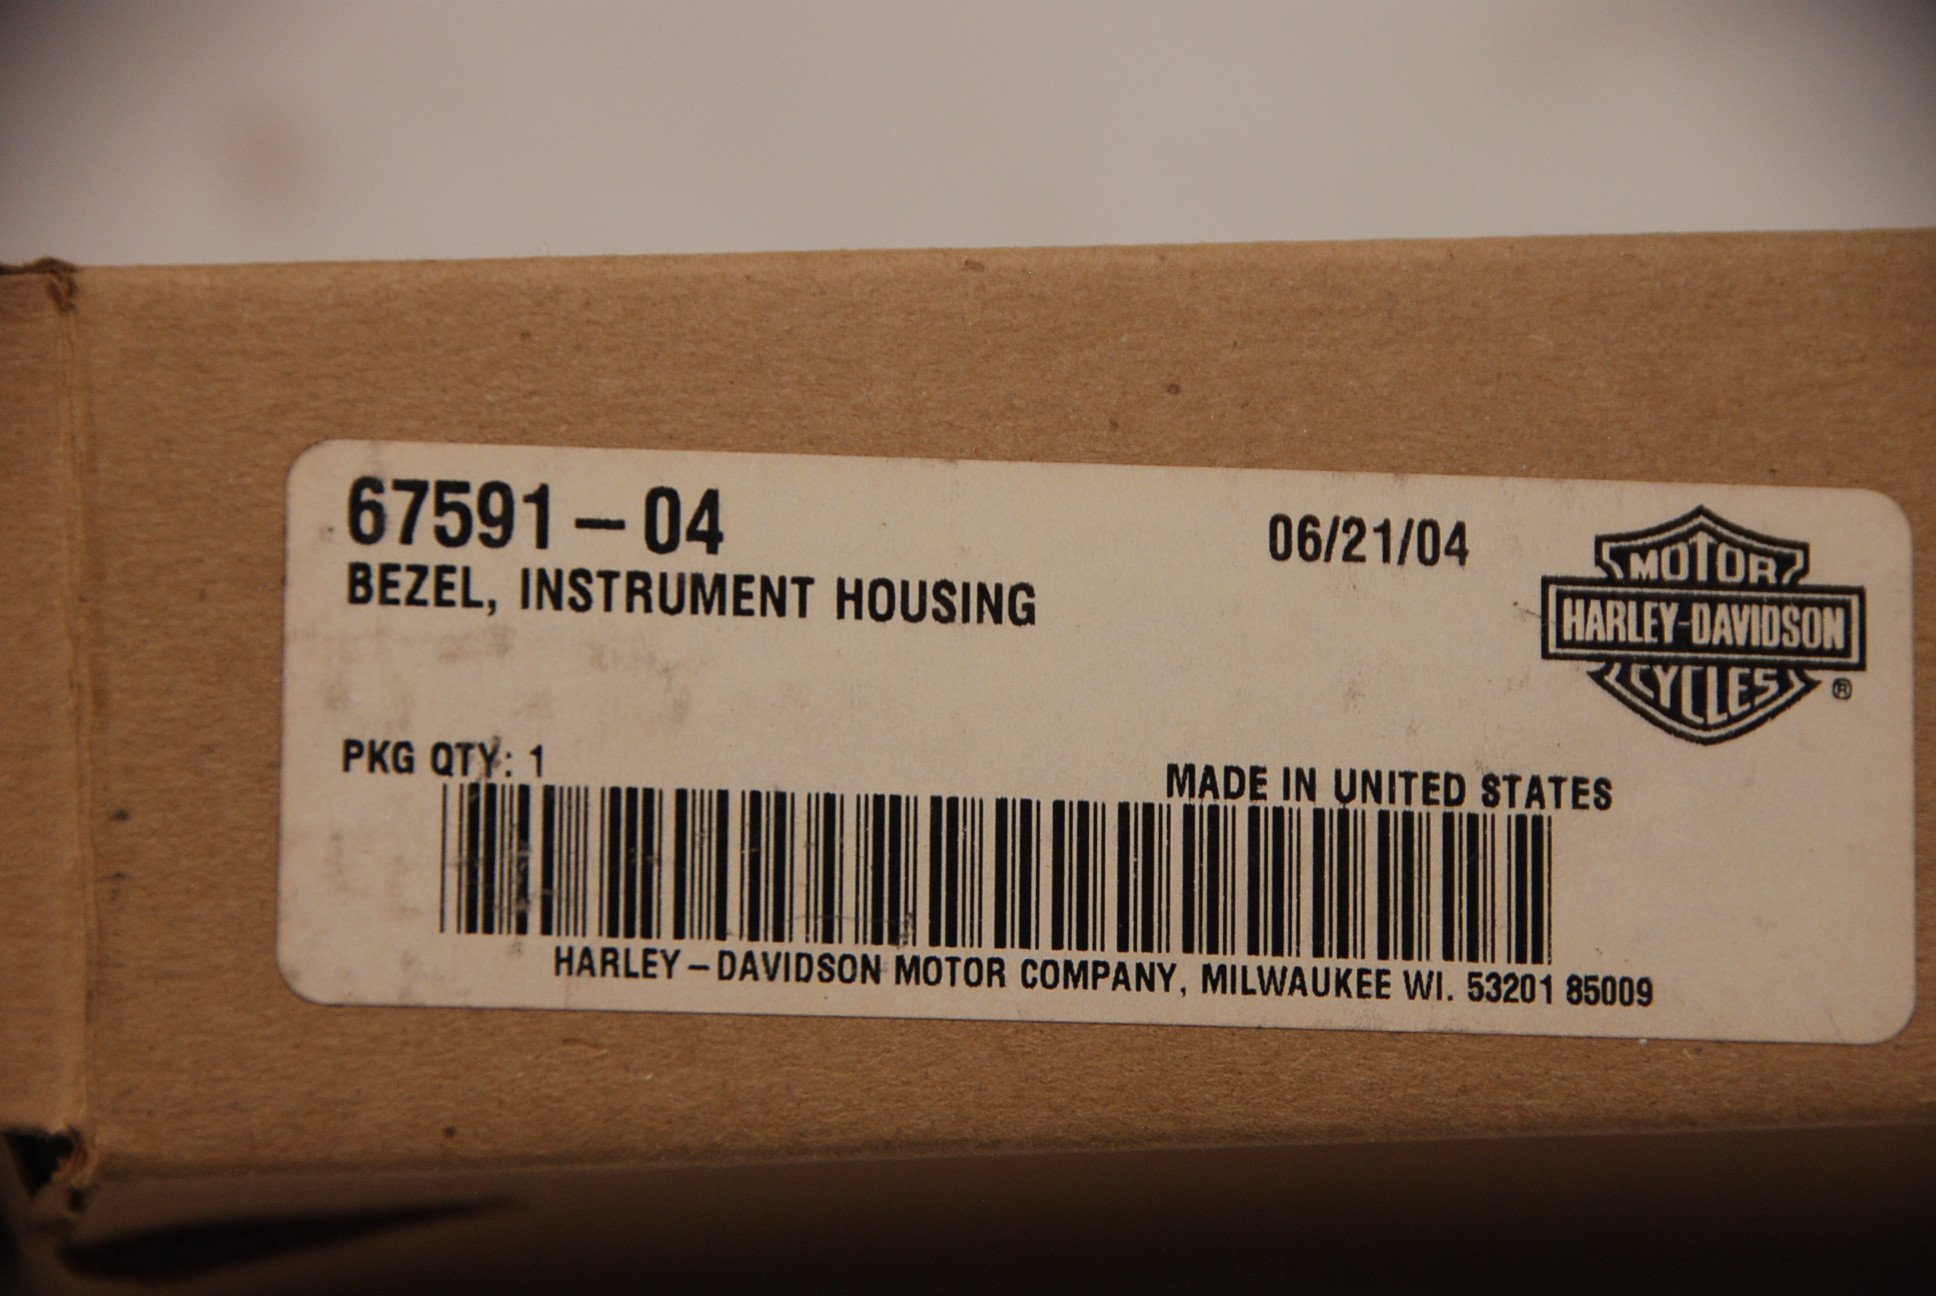 67591-04
06/21/04
BEZEL, INSTRUMENT HOUSING
MOTOR
HARLEY-DAVIDSON
CYCLES
®
PKG QTY: 1
MADE IN UNITED STATES
HARLEY-DAVIDSON MOTOR COMPANY, MILWAUKEE WI. 53201 85009